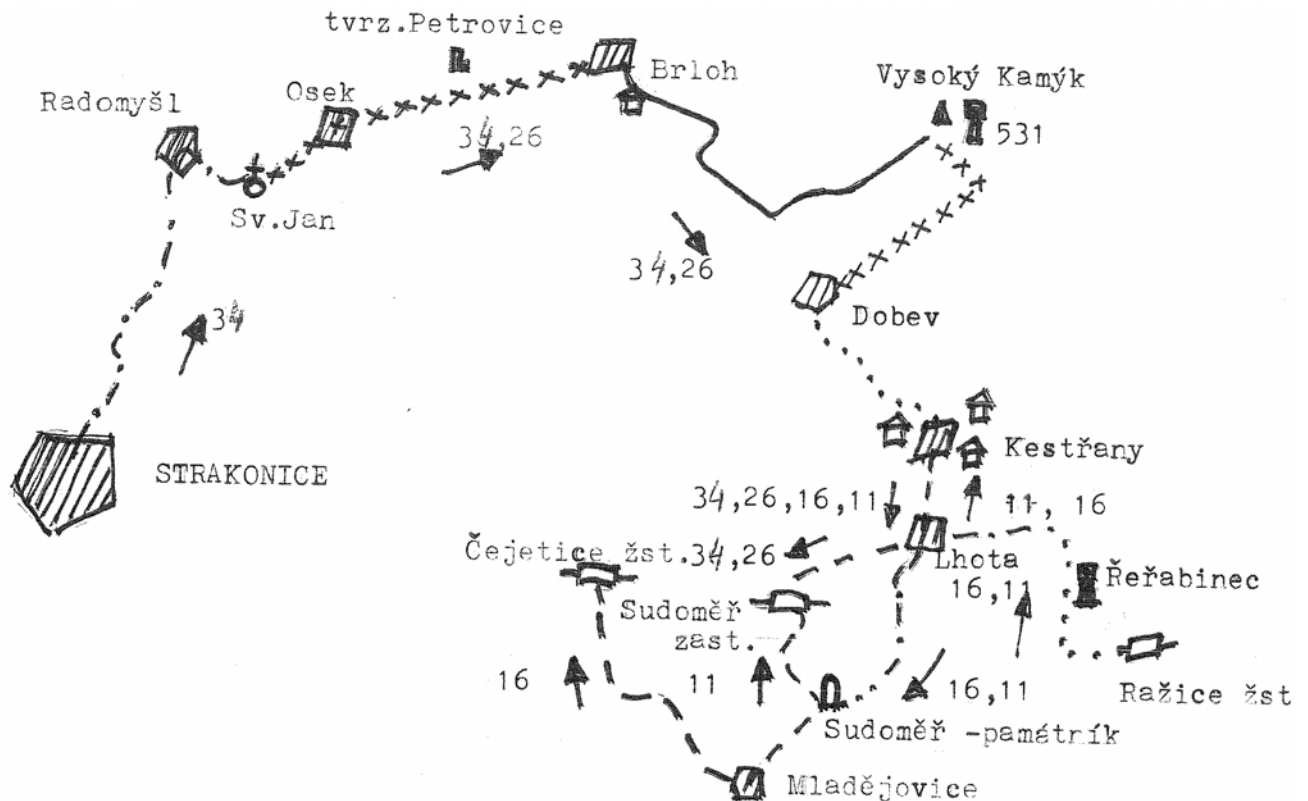 tvrz.Petrovice
Brloh
Vysoký Kamýk
Osek
Radomyšl
34,26
531
Sv.Jan
34,26
34
Dobev
Kestřany
STRAKONICE
34,26,16,11
11, 16
Čejetice žst.
34,26
Lhota
Řeřabinec
16,11
Sudoměř
zast.
16
11
16,11
Ražice žst
Sudoměř -památník
Mladějovice